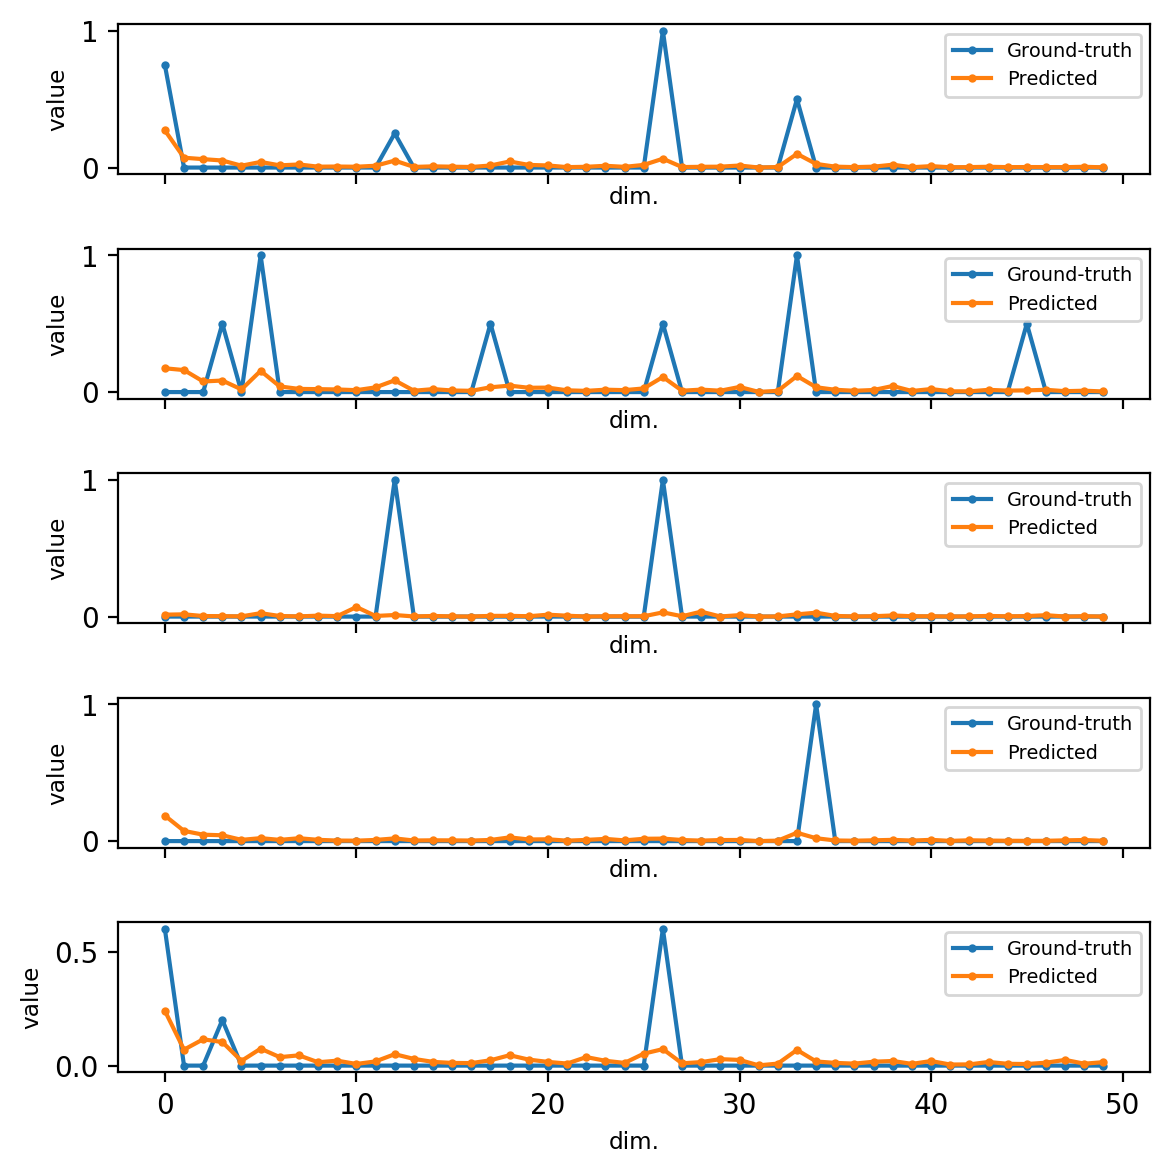 1
value
Ground-truth
Predicted
0
dim.
1
value
Ground-truth
Predicted
0
dim.
1
value
Ground-truth
Predicted
0
dim.
1
value
Ground-truth
Predicted
0
dim.
0.5
value
Ground-truth
Predicted
0.0
0 10 20 30 40 50
dim.